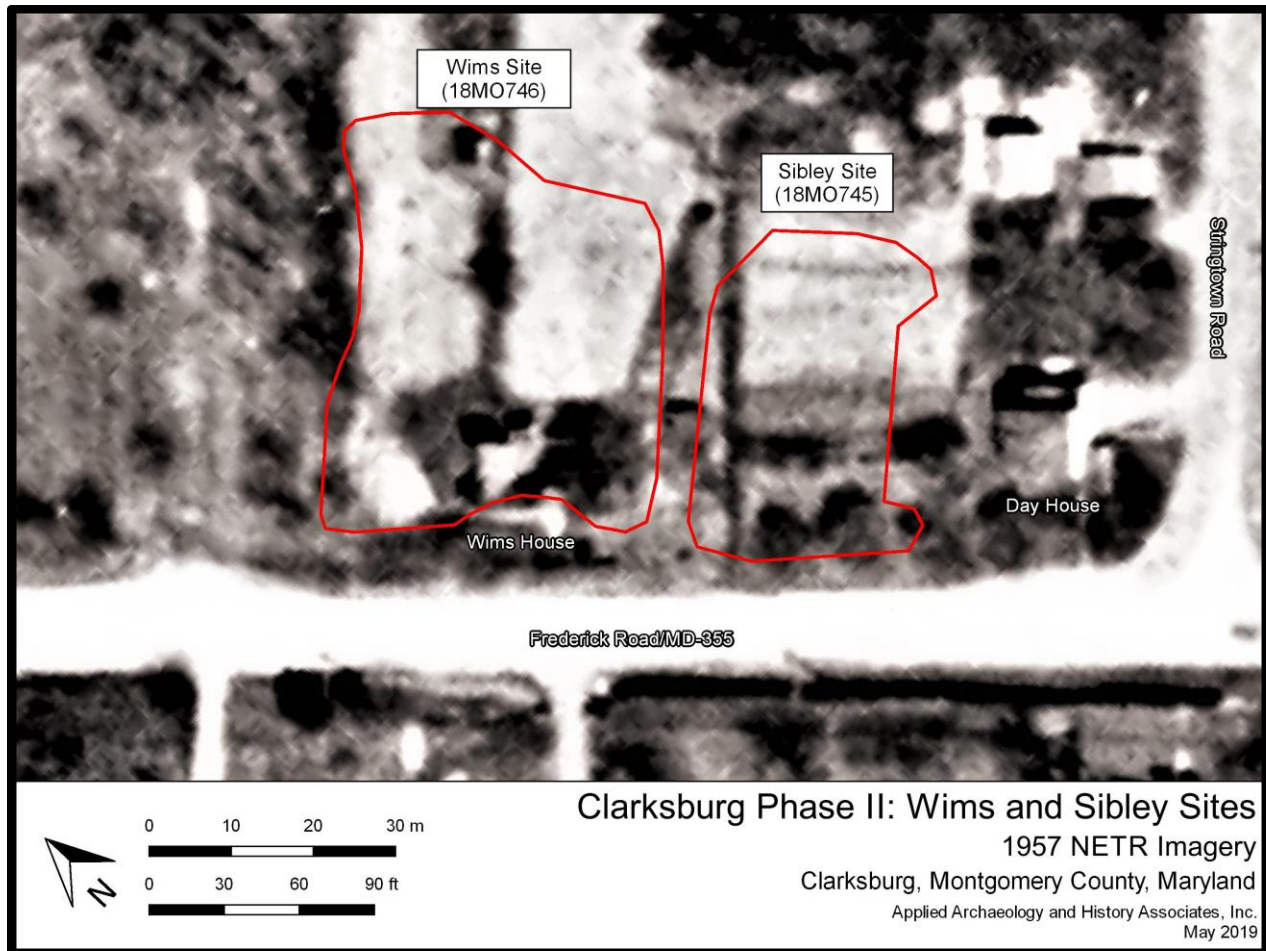 Wims Site
(18MO746)
Sibley Site
(18MO745)
Stringtown Road
Day House
Wims House
Frederick Road/MD-355
Clarksburg Phase II: Wims and Sibley Sites
1957 NETR Imagery
Clarksburg, Montgomery County, Maryland
Applied Archaeology and History Associates, Inc.
May 2019
0 10 20 30 m
0 30 60 90 ft
N